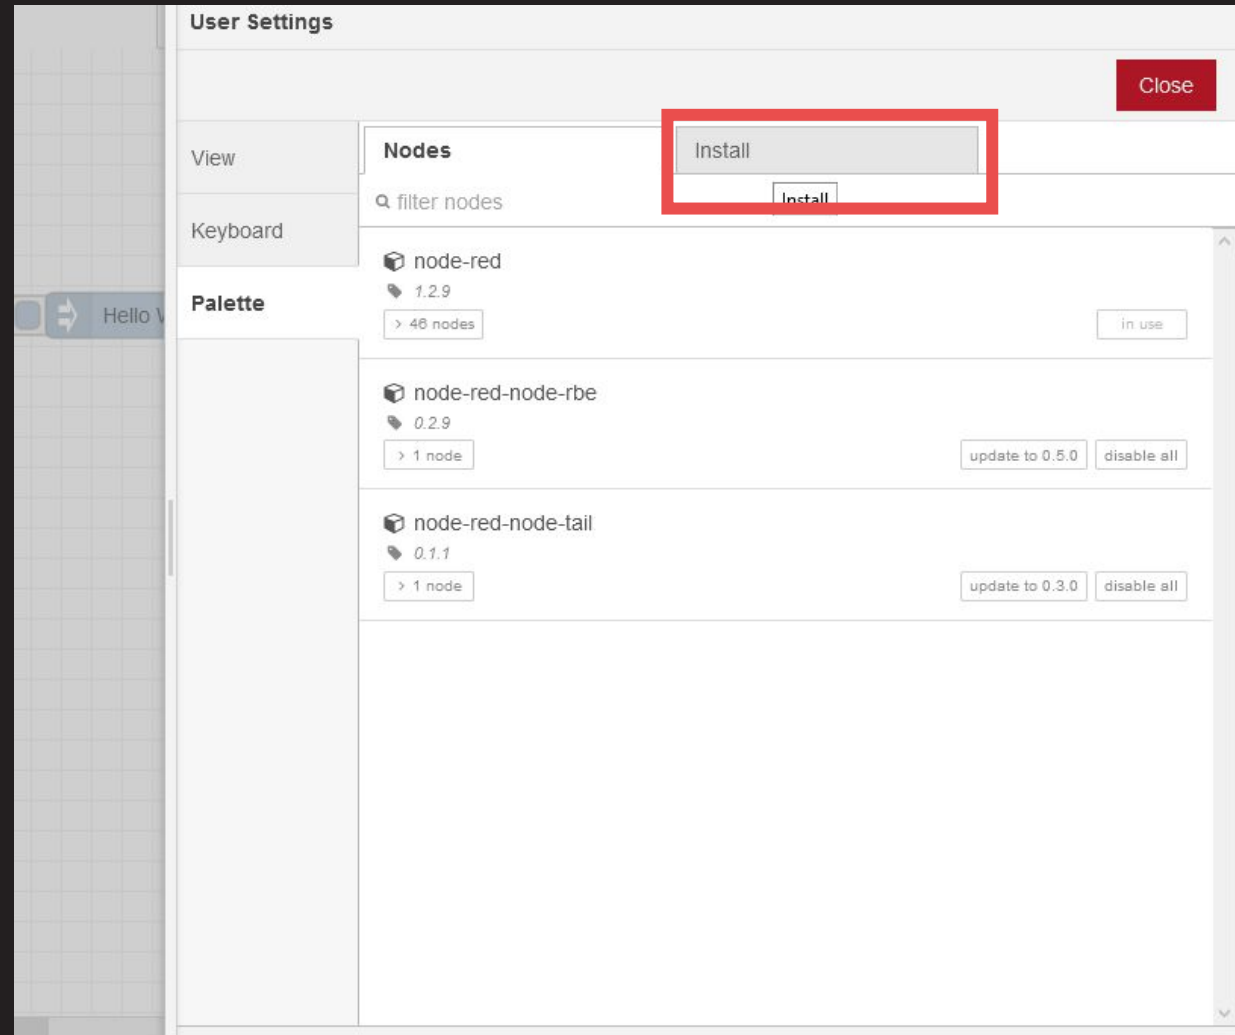 User Settings
Close
View
Keyboard
Palette
Nodes
Install
filter nodes
Install
node-red
1.2.9
> 46 nodes
in use
node-red-node-rbe
0.2.9
> 1 node
update to 0.5.0
disable all
node-red-node-tail
0.1.1
> 1 node
update to 0.3.0
disable all
Hello